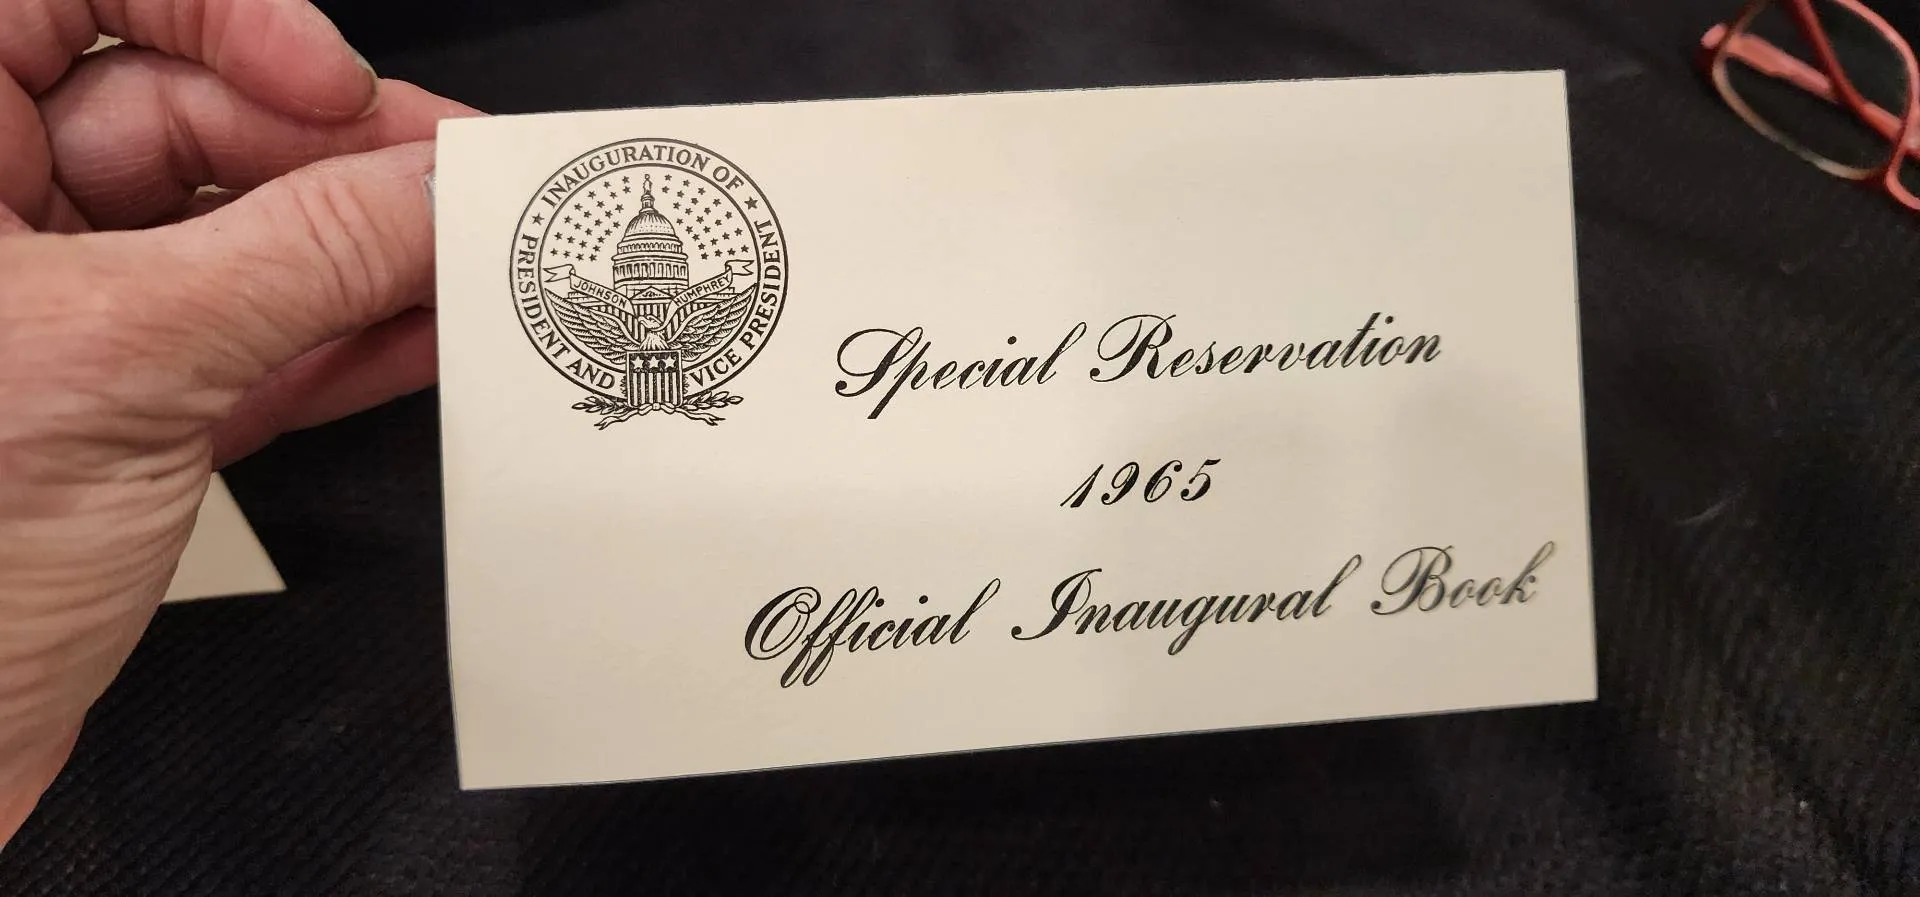 ★ INAUGURATION OF ★
PRESIDENT AND VICE PRESIDENT
JOHNSON HUMPHREY
Special Reservation
1965
Official Inaugural Book